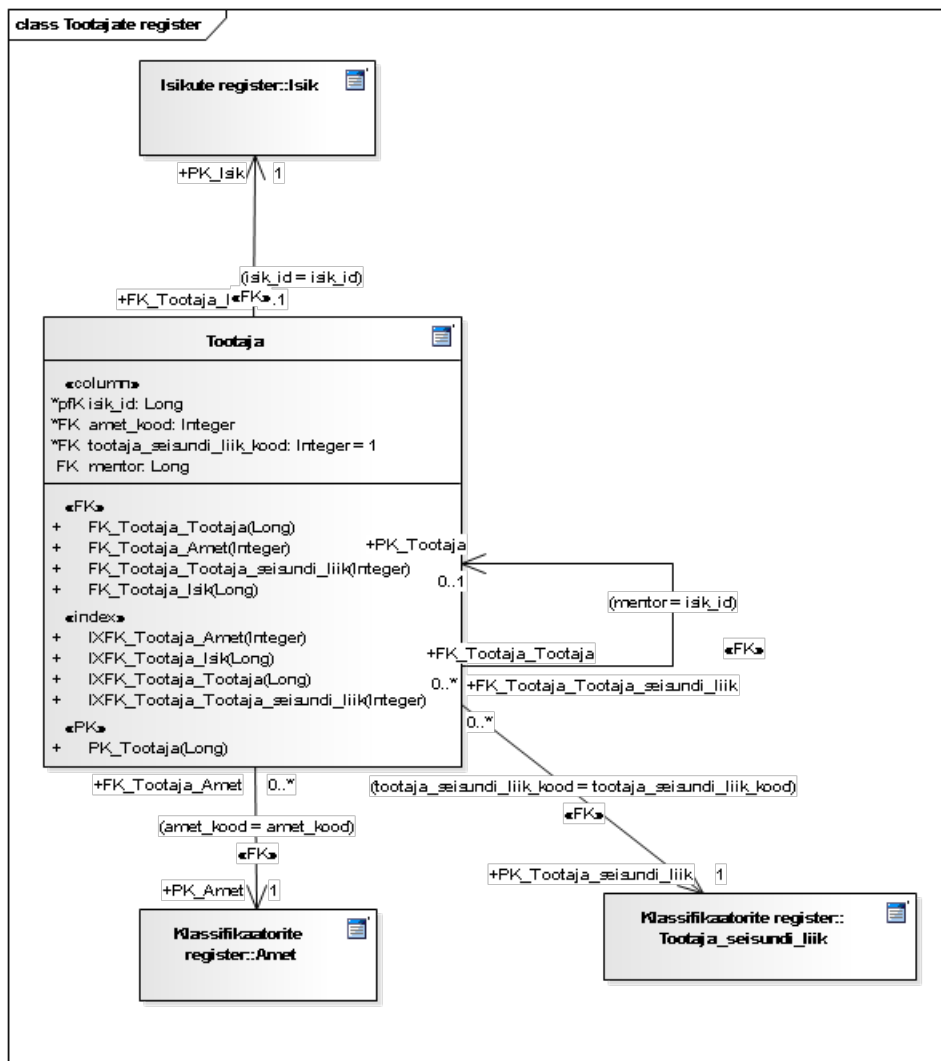 class Tootajate register
Isikute register::Isik
+PK_Isik 1
(isik_id = isik_id)
+FK_Tootaja_I «FK» ..1
Tootaja
«column»
*pfK isik_id: Long
*FK amet_kood: Integer
*FK tootaja_seisundi_liik_kood: Integer = 1
FK mentor: Long
«FK»
+ FK_Tootaja_Tootaja(Long)
+ FK_Tootaja_Amet(Integer)
+ FK_Tootaja_Tootaja_seisundi_liik(Integer)
+ FK_Tootaja_Isik(Long)
«index»
+ IXFK_Tootaja_Amet(Integer)
+ IXFK_Tootaja_Isik(Long)
+ IXFK_Tootaja_Tootaja(Long)
+ IXFK_Tootaja_Tootaja_seisundi_liik(Integer)
«PK»
+ PK_Tootaja(Long)
+PK_Tootaja
0..1
(mentor = isik_id)
«FK»
+FK_Tootaja_Tootaja
0..*
+FK_Tootaja_Tootaja_seisundi_liik
0..*
(tootaja_seisundi_liik_kood = tootaja_seisundi_liik_kood)
«FK»
+PK_Tootaja_seisundi_liik 1
Klassifikaatorite register::
Tootaja_seisundi_liik
+FK_Tootaja_Amet 0..*
(amet_kood = amet_kood)
«FK»
+PK_Amet 1
Klassifikaatorite
register::Amet